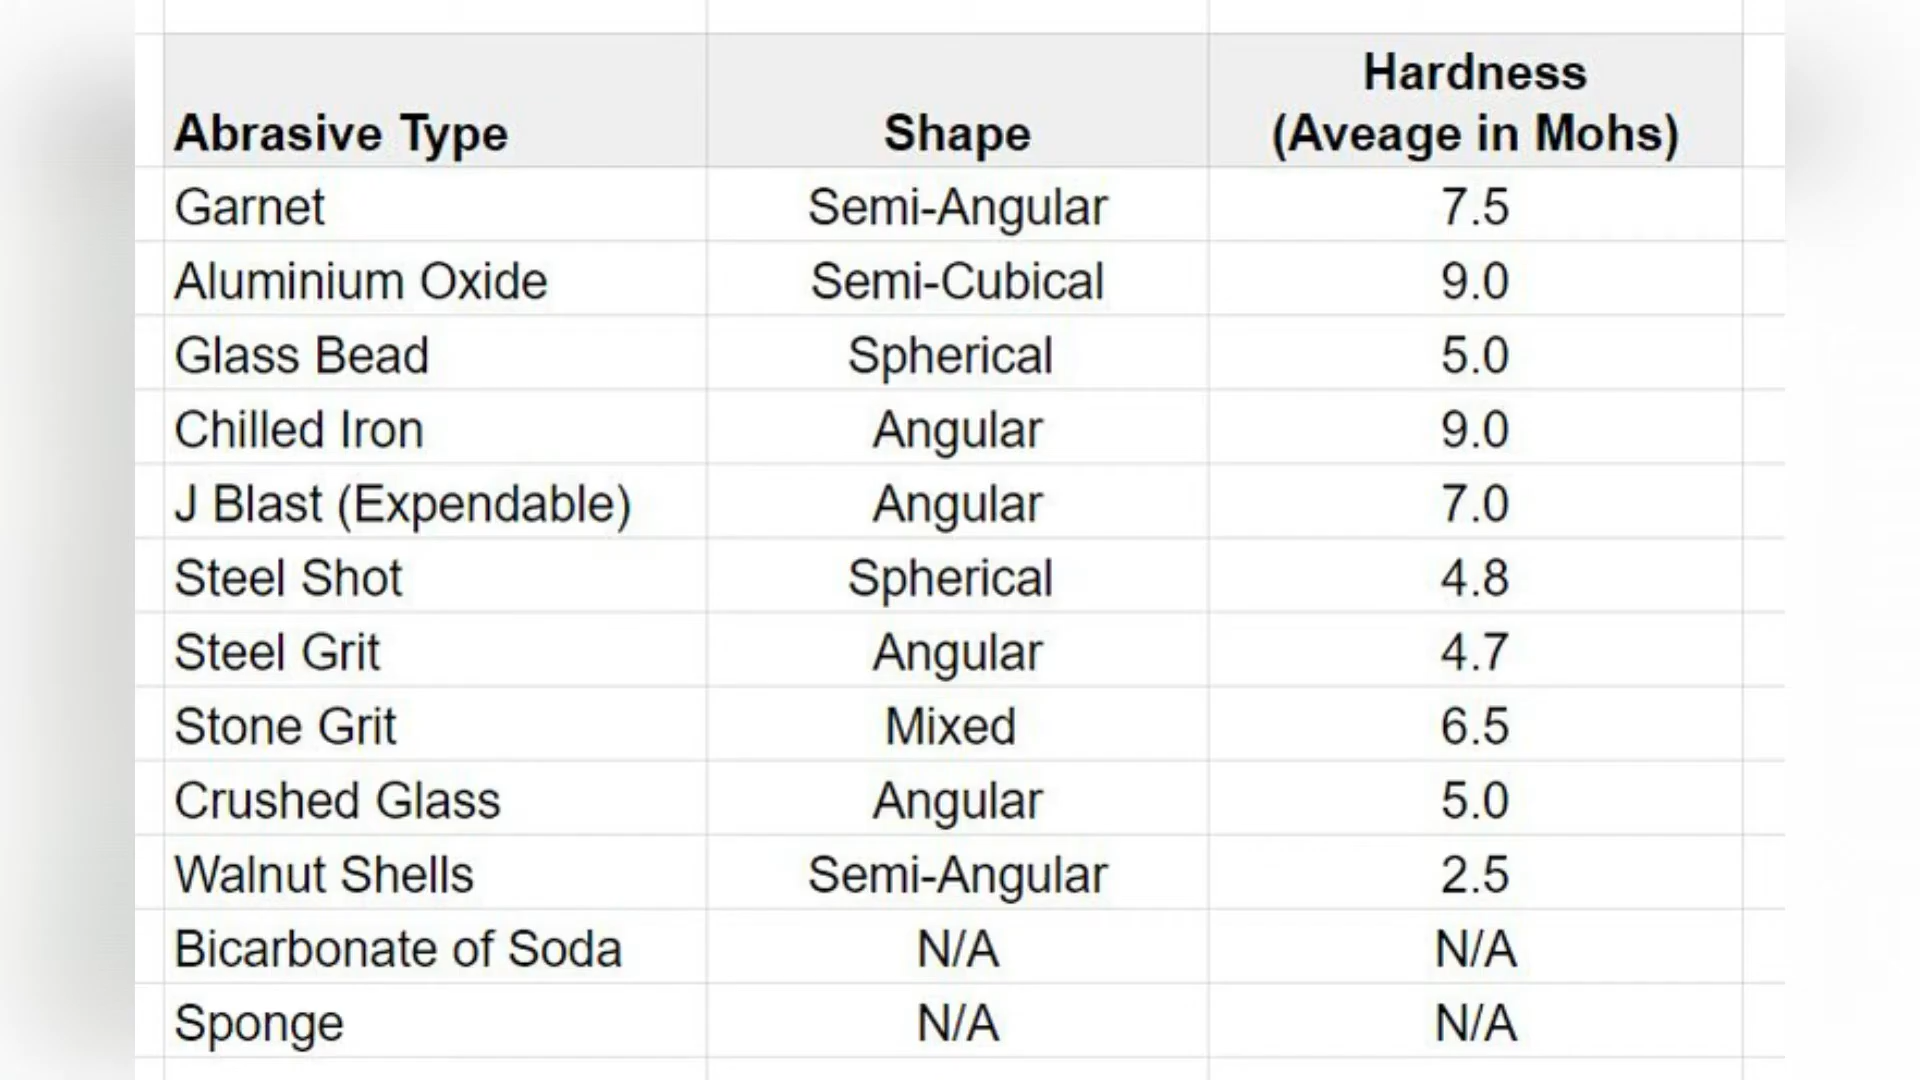 Abrasive Type Shape Hardness
(Aveage in Mohs)
Garnet Semi-Angular 7.5
Aluminium Oxide Semi-Cubical 9.0
Glass Bead Spherical 5.0
Chilled Iron Angular 9.0
J Blast (Expendable) Angular 7.0
Steel Shot Spherical 4.8
Steel Grit Angular 4.7
Stone Grit Mixed 6.5
Crushed Glass Angular 5.0
Walnut Shells Semi-Angular 2.5
Bicarbonate of Soda N/A N/A
Sponge N/A N/A